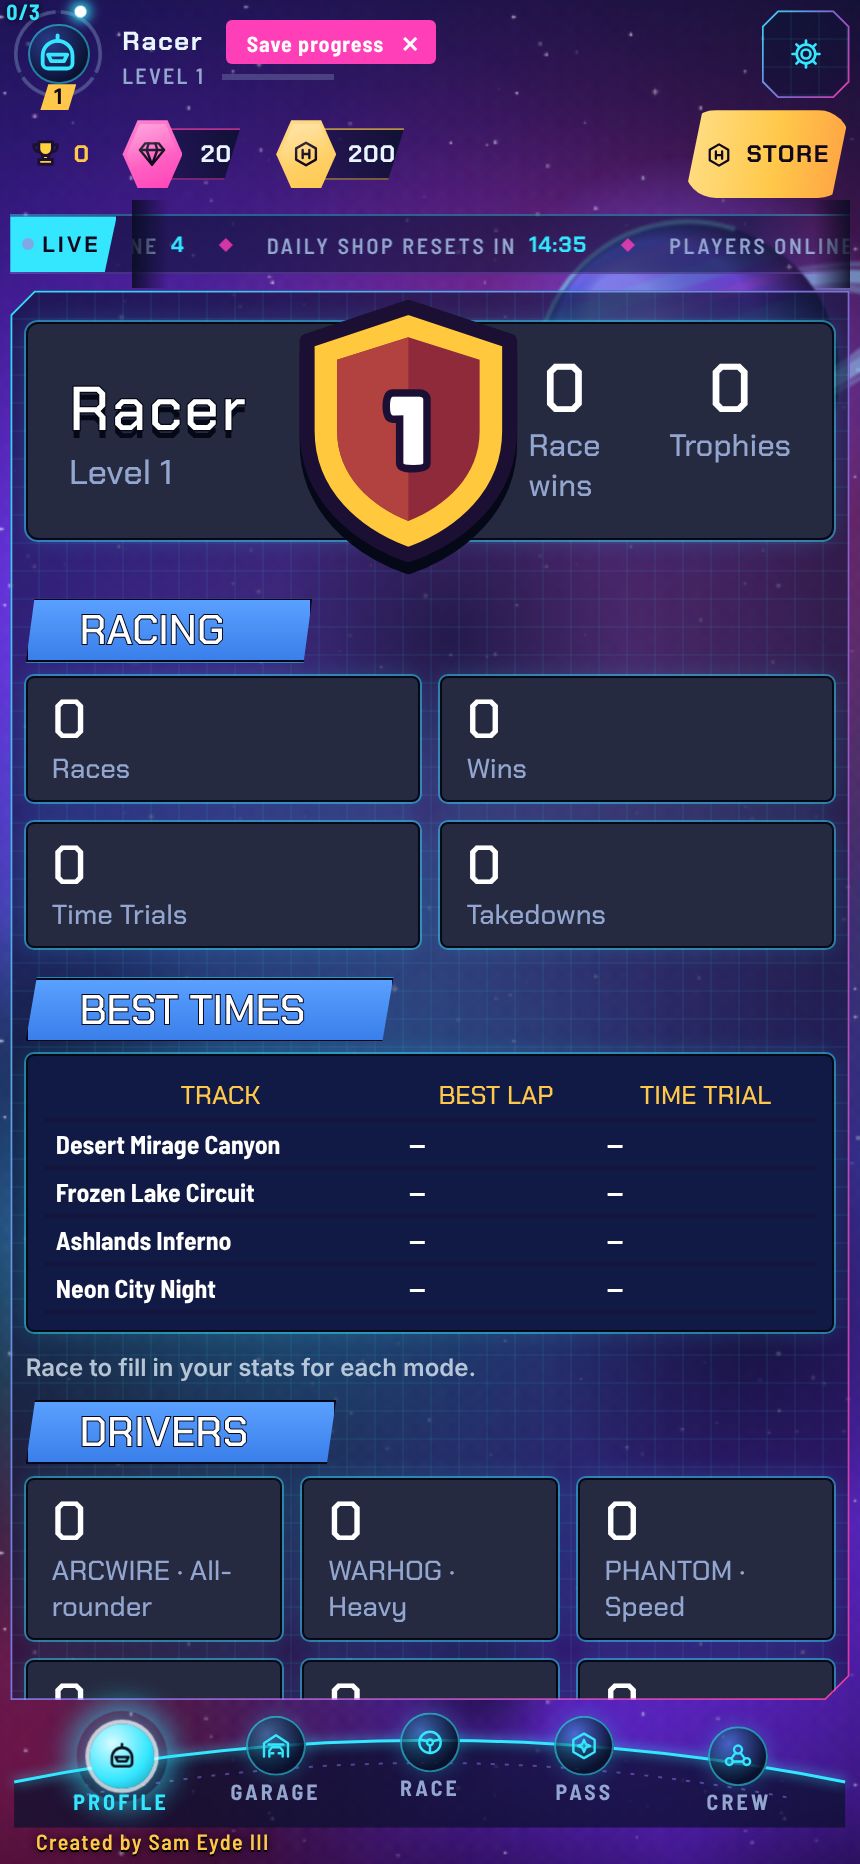 0/3
Racer
Save progress ×
LEVEL 1
1
0
20
200
STORE
LIVE
NE 4 ◆ DAILY SHOP RESETS IN 14:35 ◆ PLAYERS ONLINE
Racer
Level 1
1
0
Race
wins
0
Trophies
RACING
0
Races
0
Wins
0
Time Trials
0
Takedowns
BEST TIMES
TRACK BEST LAP TIME TRIAL
Desert Mirage Canyon – –
Frozen Lake Circuit – –
Ashlands Inferno – –
Neon City Night – –
Race to fill in your stats for each mode.
DRIVERS
0
ARCWIRE · All-
rounder
0
WARHOG ·
Heavy
0
PHANTOM ·
Speed
0 0 0
PROFILE
GARAGE
RACE
PASS
CREW
Created by Sam Eyde III